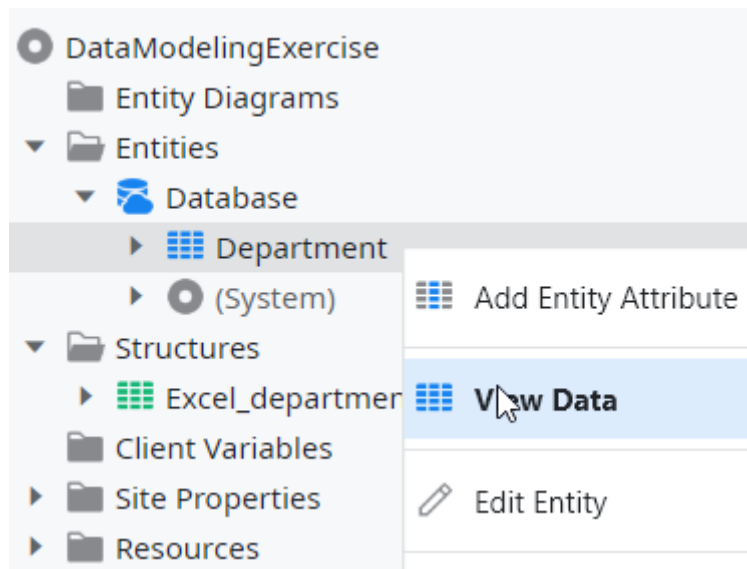 DataModelingExercise
Entity Diagrams
Entities
Database
Department
(System)
Add Entity Attribute
Structures
Excel_departmen
View Data
Client Variables
Site Properties
Edit Entity
Resources